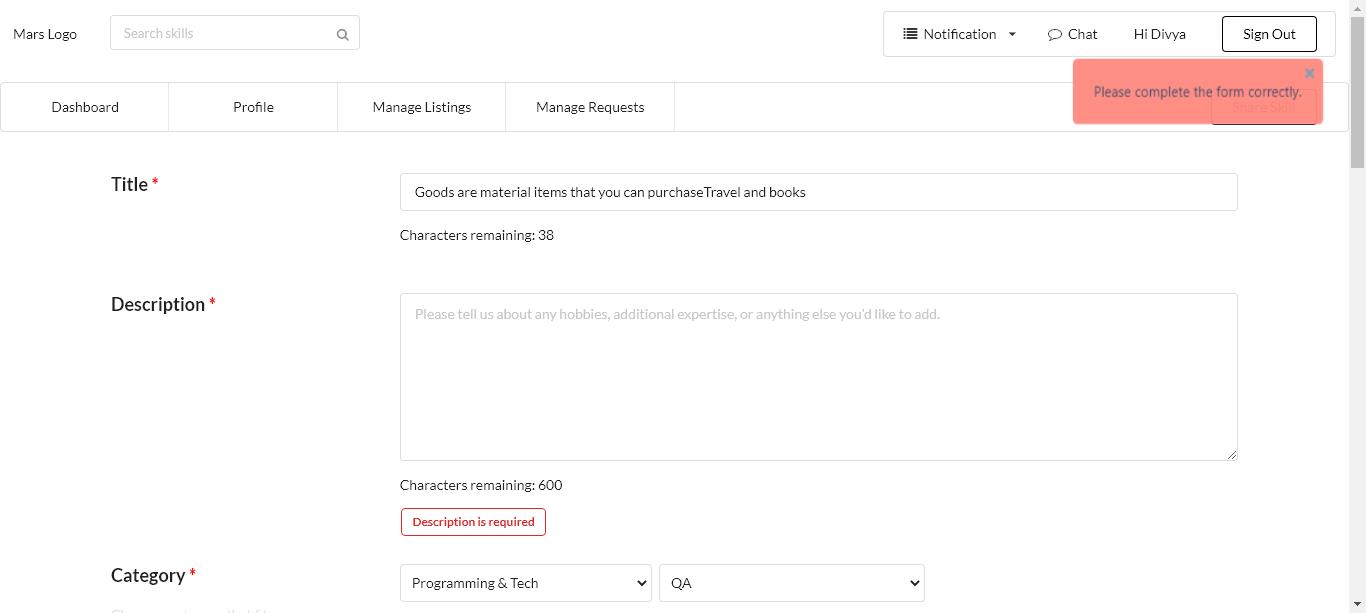 Mars Logo
Search skills
Notification
Chat
Hi Divya
Sign Out
Please complete the form correctly.
Dashboard
Profile
Manage Listings
Manage Requests
Share Skill
Title *
Goods are material items that you can purchaseTravel and books
Characters remaining: 38
Description *
Please tell us about any hobbies, additional expertise, or anything else you'd like to add.
Characters remaining: 600
Description is required
Category *
Programming & Tech
QA